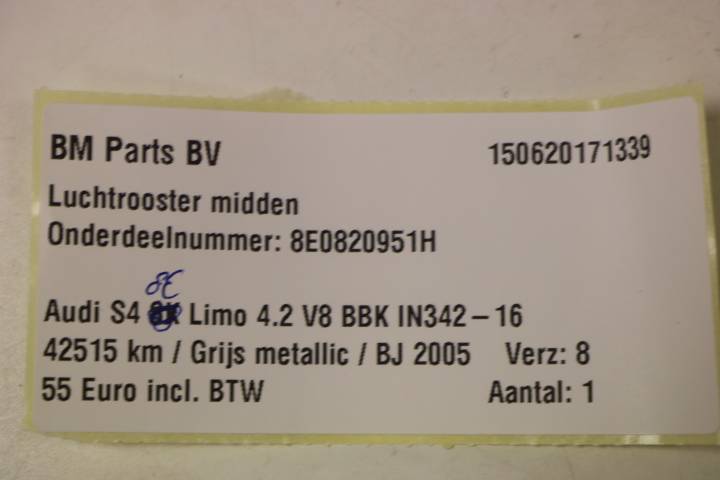 BM Parts BV 150620171339
Luchtrooster midden
Onderdeelnummer: 8E0820951H
8E
Audi S4 Limo 4.2 V8 BBK IN342-16
42515 km / Grijs metallic / BJ 2005 Verz: 8
55 Euro incl. BTW Aantal: 1